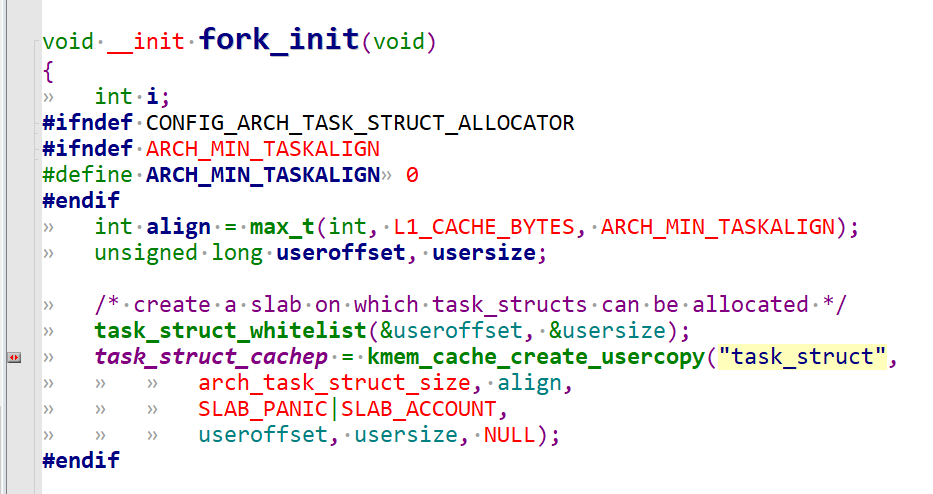 void __init fork_init(void)
{
int i;
#ifndef CONFIG_ARCH_TASK_STRUCT_ALLOCATOR
#ifndef ARCH_MIN_TASKALIGN
#define ARCH_MIN_TASKALIGN 0
#endif
int align = max_t(int, L1_CACHE_BYTES, ARCH_MIN_TASKALIGN);
unsigned long useroffset, usersize;
/* create a slab on which task_structs can be allocated */
task_struct_whitelist(&useroffset, &usersize);
task_struct_cachep = kmem_cache_create_usercopy("task_struct",
arch_task_struct_size, align,
SLAB_PANIC|SLAB_ACCOUNT,
useroffset, usersize, NULL);
#endif